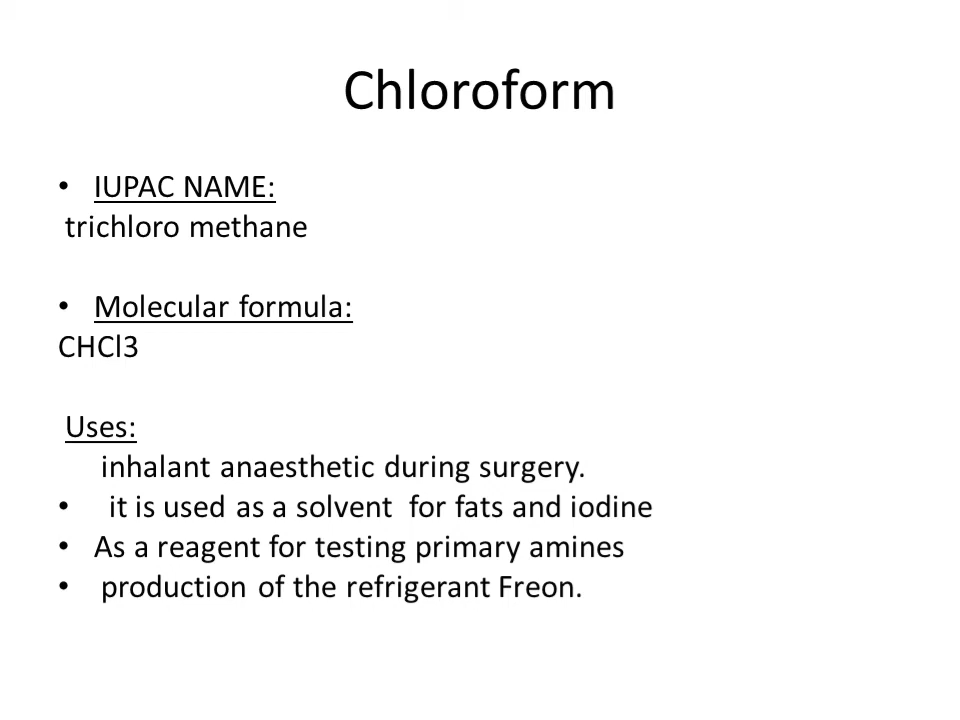 Chloroform
• IUPAC NAME:
trichloro methane
• Molecular formula:
CHCl3
Uses:
inhalant anaesthetic during surgery.
• it is used as a solvent  for fats and iodine
• As a reagent for testing primary amines
• production of the refrigerant Freon.